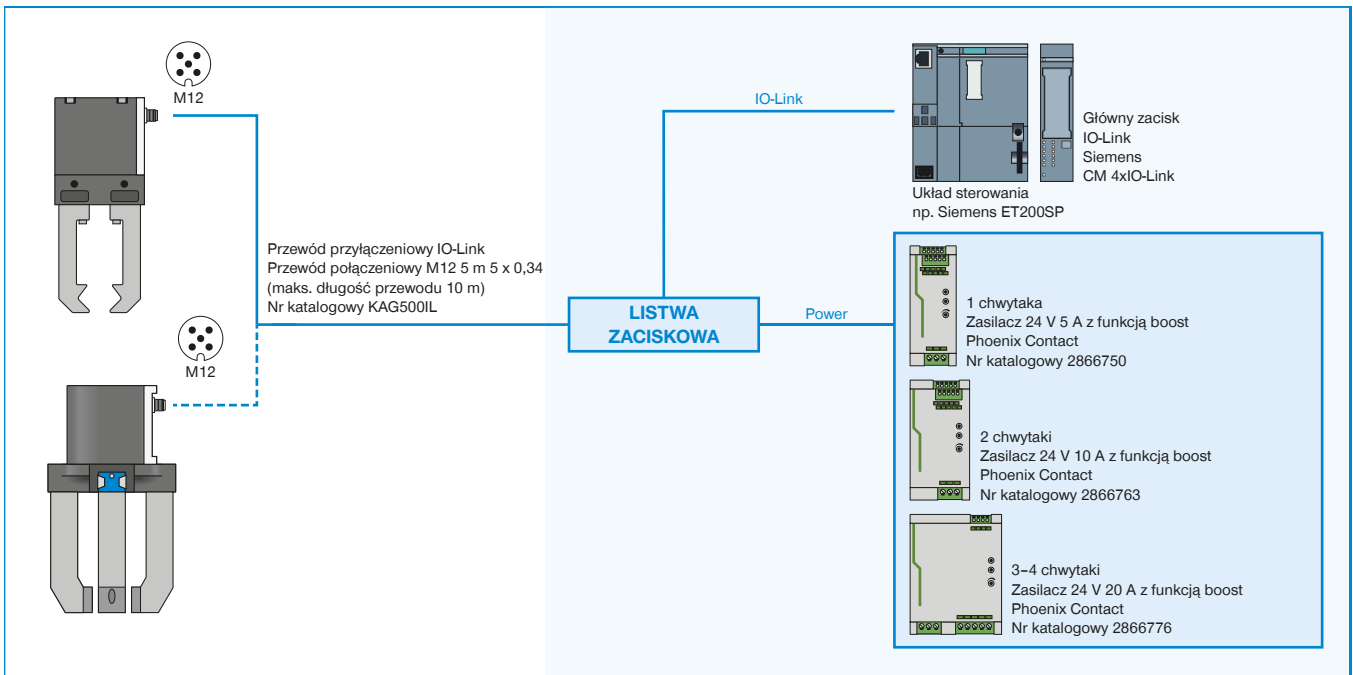 M12
M12
Przewód przyłączeniowy IO-Link
Przewód połączeniowy M12 5 m 5 x 0,34
(maks. długość przewodu 10 m)
Nr katalogowy KAG500IL
LISTWA
ZACISKOWA
IO-Link
Power
Układ sterowania
np. Siemens ET200SP
Główny zacisk
IO-Link
Siemens
CM 4xIO-Link
1 chwytaka
Zasilacz 24 V 5 A z funkcją boost
Phoenix Contact
Nr katalogowy 2866750
2 chwytaki
Zasilacz 24 V 10 A z funkcją boost
Phoenix Contact
Nr katalogowy 2866763
3–4 chwytaki
Zasilacz 24 V 20 A z funkcją boost
Phoenix Contact
Nr katalogowy 2866776